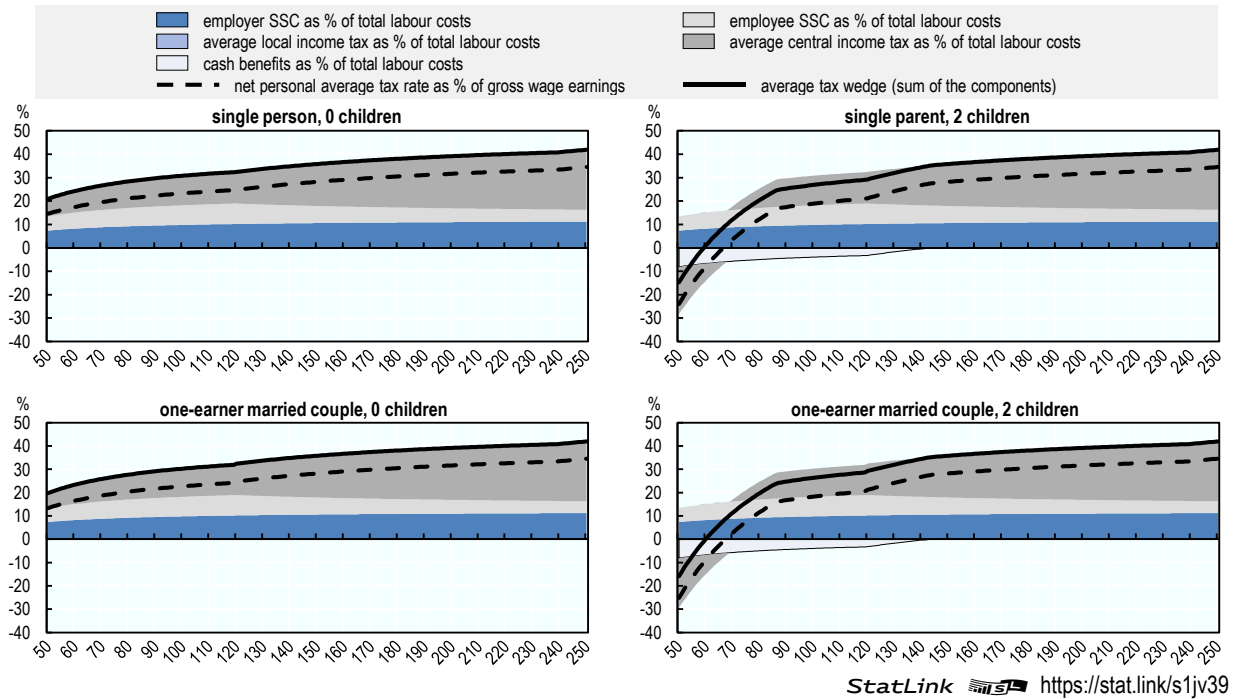 employer SSC as % of total labour costs
employee SSC as % of total labour costs
average local income tax as % of total labour costs
average central income tax as % of total labour costs
cash benefits as % of total labour costs
net personal average tax rate as % of gross wage earnings
average tax wedge (sum of the components)
%
single person, 0 children
50
40
30
20
10
0
-10
-20
-30
-40
50 60 70 80 90 100 110 120 130 140 150 160 170 180 190 200 210 220 230 240 250
%
single parent, 2 children
50
40
30
20
10
0
-10
-20
-30
-40
50 60 70 80 90 100 110 120 130 140 150 160 170 180 190 200 210 220 230 240 250
%
one-earner married couple, 0 children
50
40
30
20
10
0
-10
-20
-30
-40
50 60 70 80 90 100 110 120 130 140 150 160 170 180 190 200 210 220 230 240 250
%
one-earner married couple, 2 children
50
40
30
20
10
0
-10
-20
-30
-40
50 60 70 80 90 100 110 120 130 140 150 160 170 180 190 200 210 220 230 240 250
StatLink https://stat.link/s1jv39